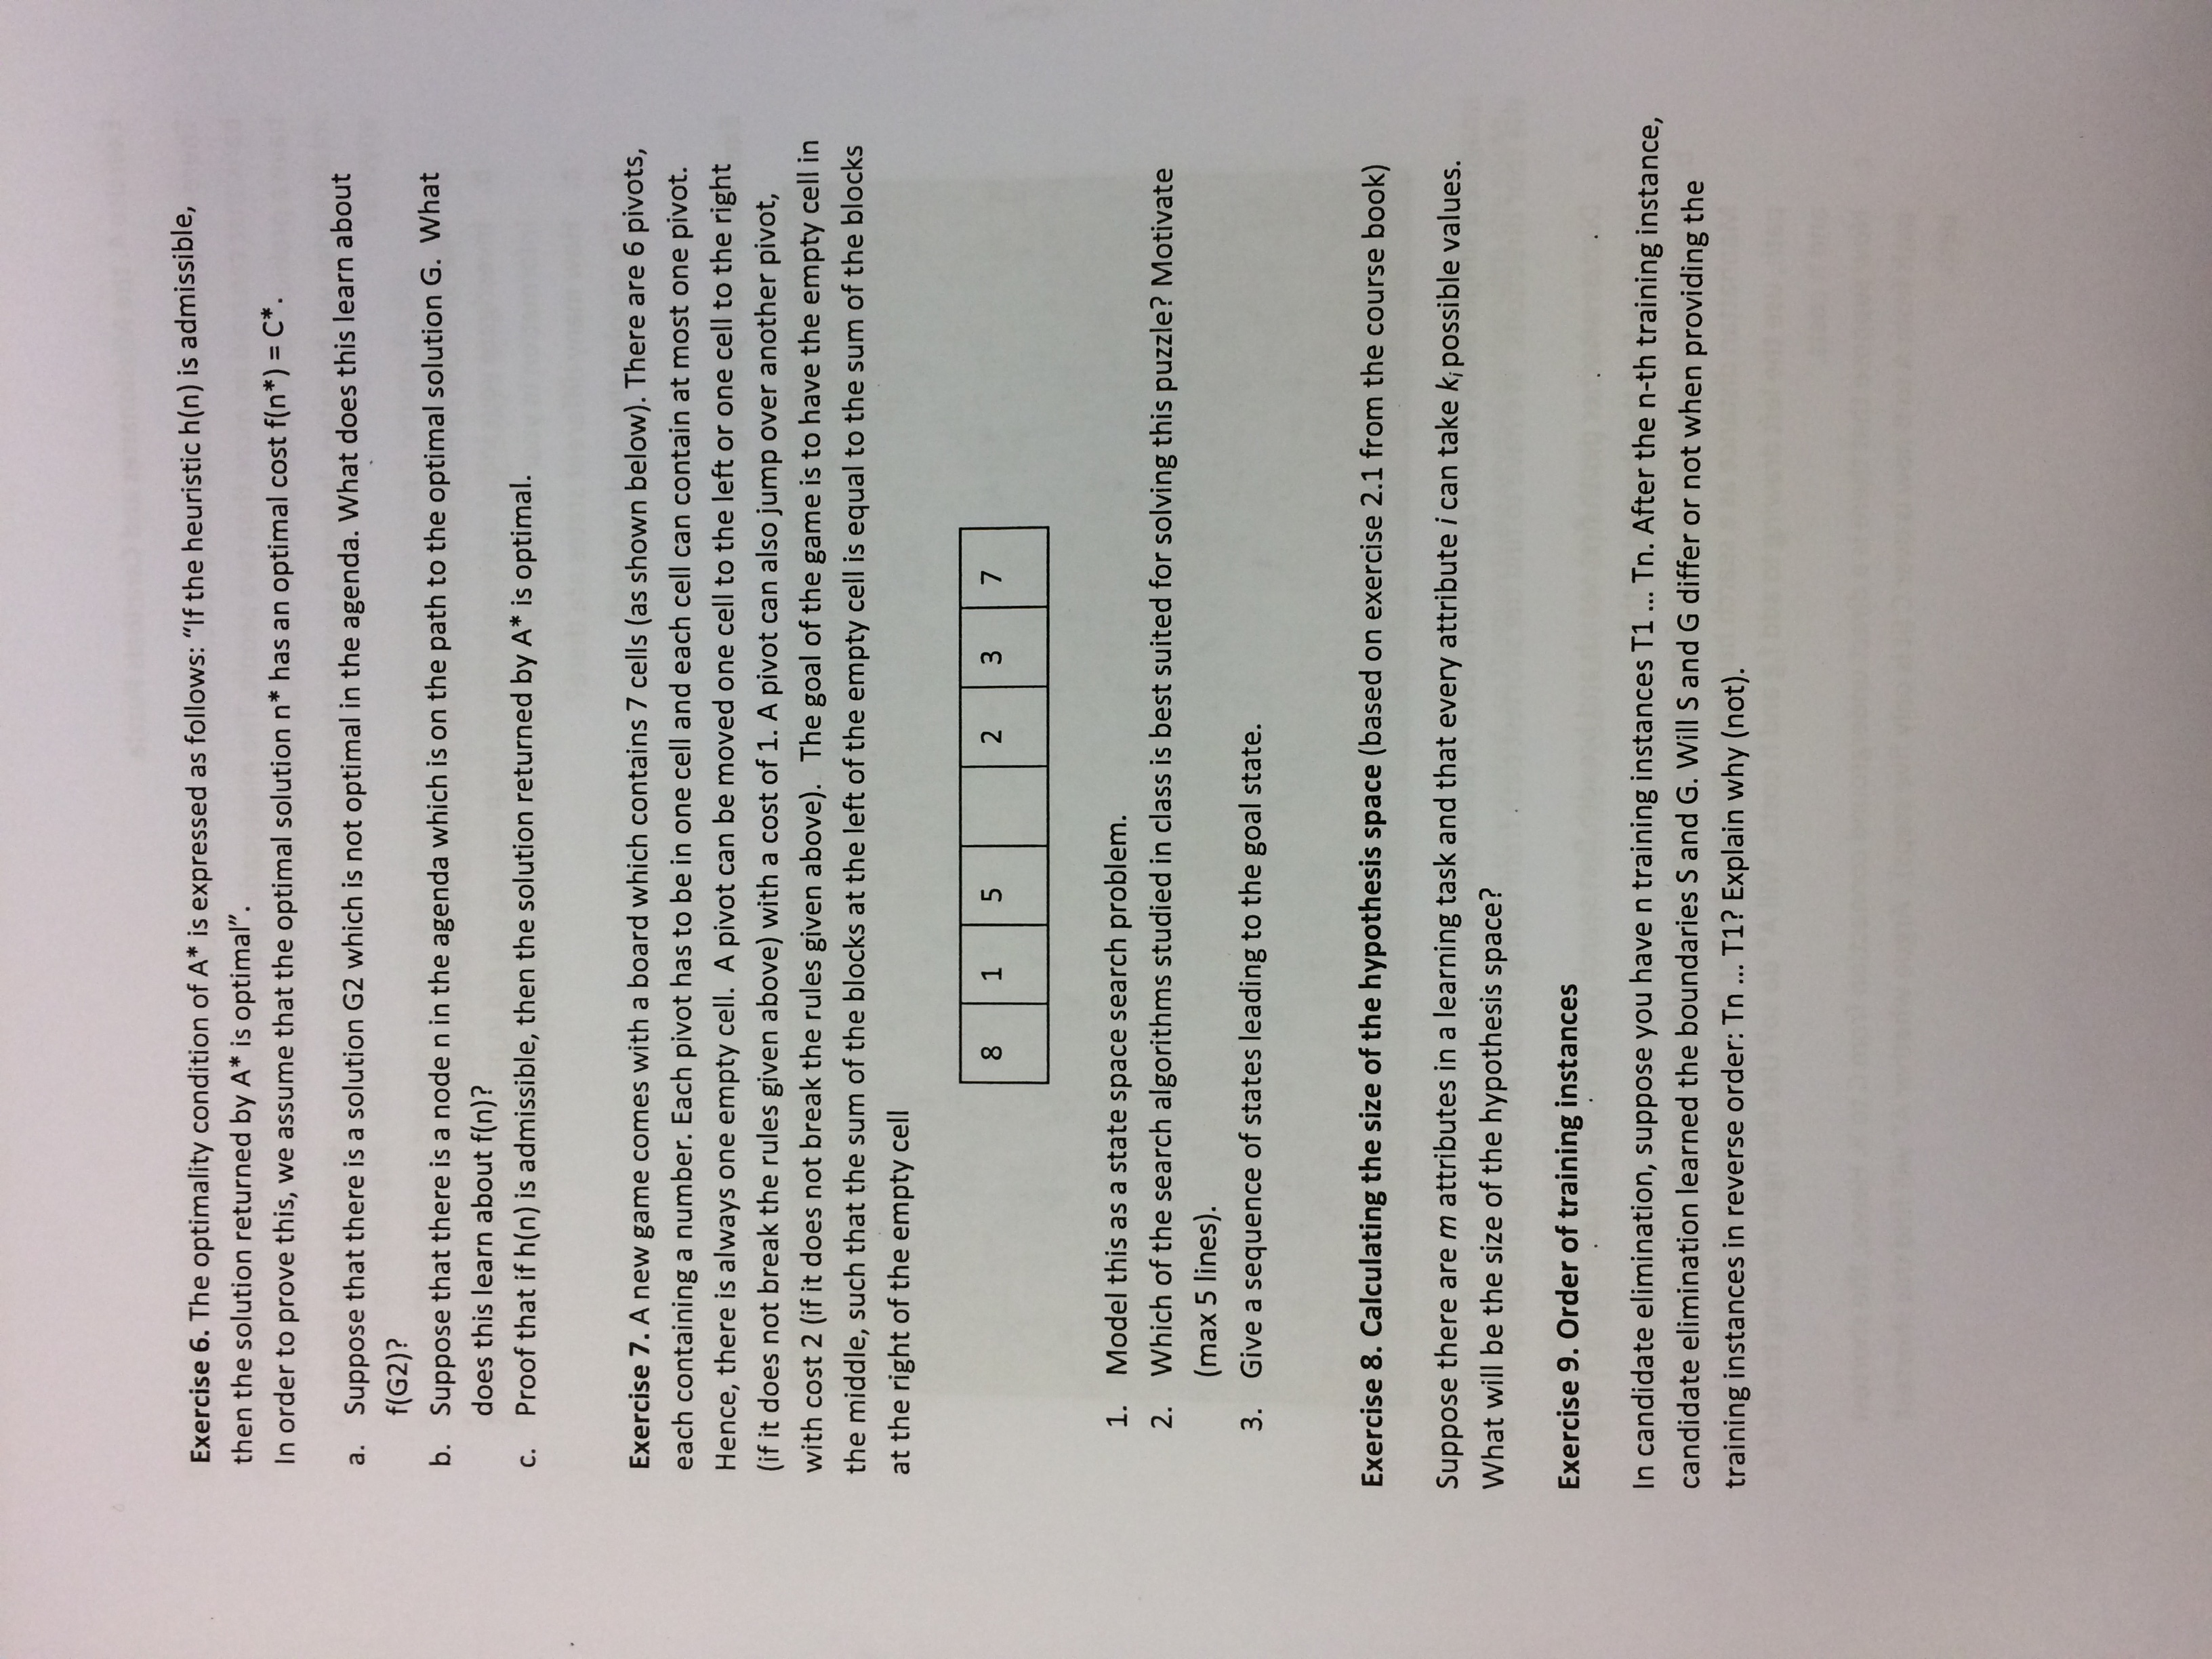 Exercise 6. The optimality condition of A* is expressed as follows: “If the heuristic h(n) is admissible,
then the solution returned by A* is optimal”.
In order to prove this, we assume that the optimal solution n* has an optimal cost f(n*) = C*.
a. Suppose that there is a solution G2 which is not optimal in the agenda. What does this learn about
f(G2)?
b. Suppose that there is a node n in the agenda which is on the path to the optimal solution G. What
does this learn about f(n)?
c. Proof that if h(n) is admissible, then the solution returned by A* is optimal.
Exercise 7. A new game comes with a board which contains 7 cells (as shown below). There are 6 pivots,
each containing a number. Each pivot has to be in one cell and each cell can contain at most one pivot.
Hence, there is always one empty cell. A pivot can be moved one cell to the left or one cell to the right
(if it does not break the rules given above) with a cost of 1. A pivot can also jump over another pivot,
with cost 2 (if it does not break the rules given above). The goal of the game is to have the empty cell in
the middle, such that the sum of the blocks at the left of the empty cell is equal to the sum of the blocks
at the right of the empty cell
8 1 5 2 3 7
1. Model this as a state space search problem.
2. Which of the search algorithms studied in class is best suited for solving this puzzle? Motivate
(max 5 lines).
3. Give a sequence of states leading to the goal state.
Exercise 8. Calculating the size of the hypothesis space (based on exercise 2.1 from the course book)
Suppose there are m attributes in a learning task and that every attribute i can take ki possible values.
What will be the size of the hypothesis space?
Exercise 9. Order of training instances
In candidate elimination, suppose you have n training instances T1 ... Tn. After the n-th training instance,
candidate elimination learned the boundaries S and G. Will S and G differ or not when providing the
training instances in reverse order: Tn ... T1? Explain why (not).